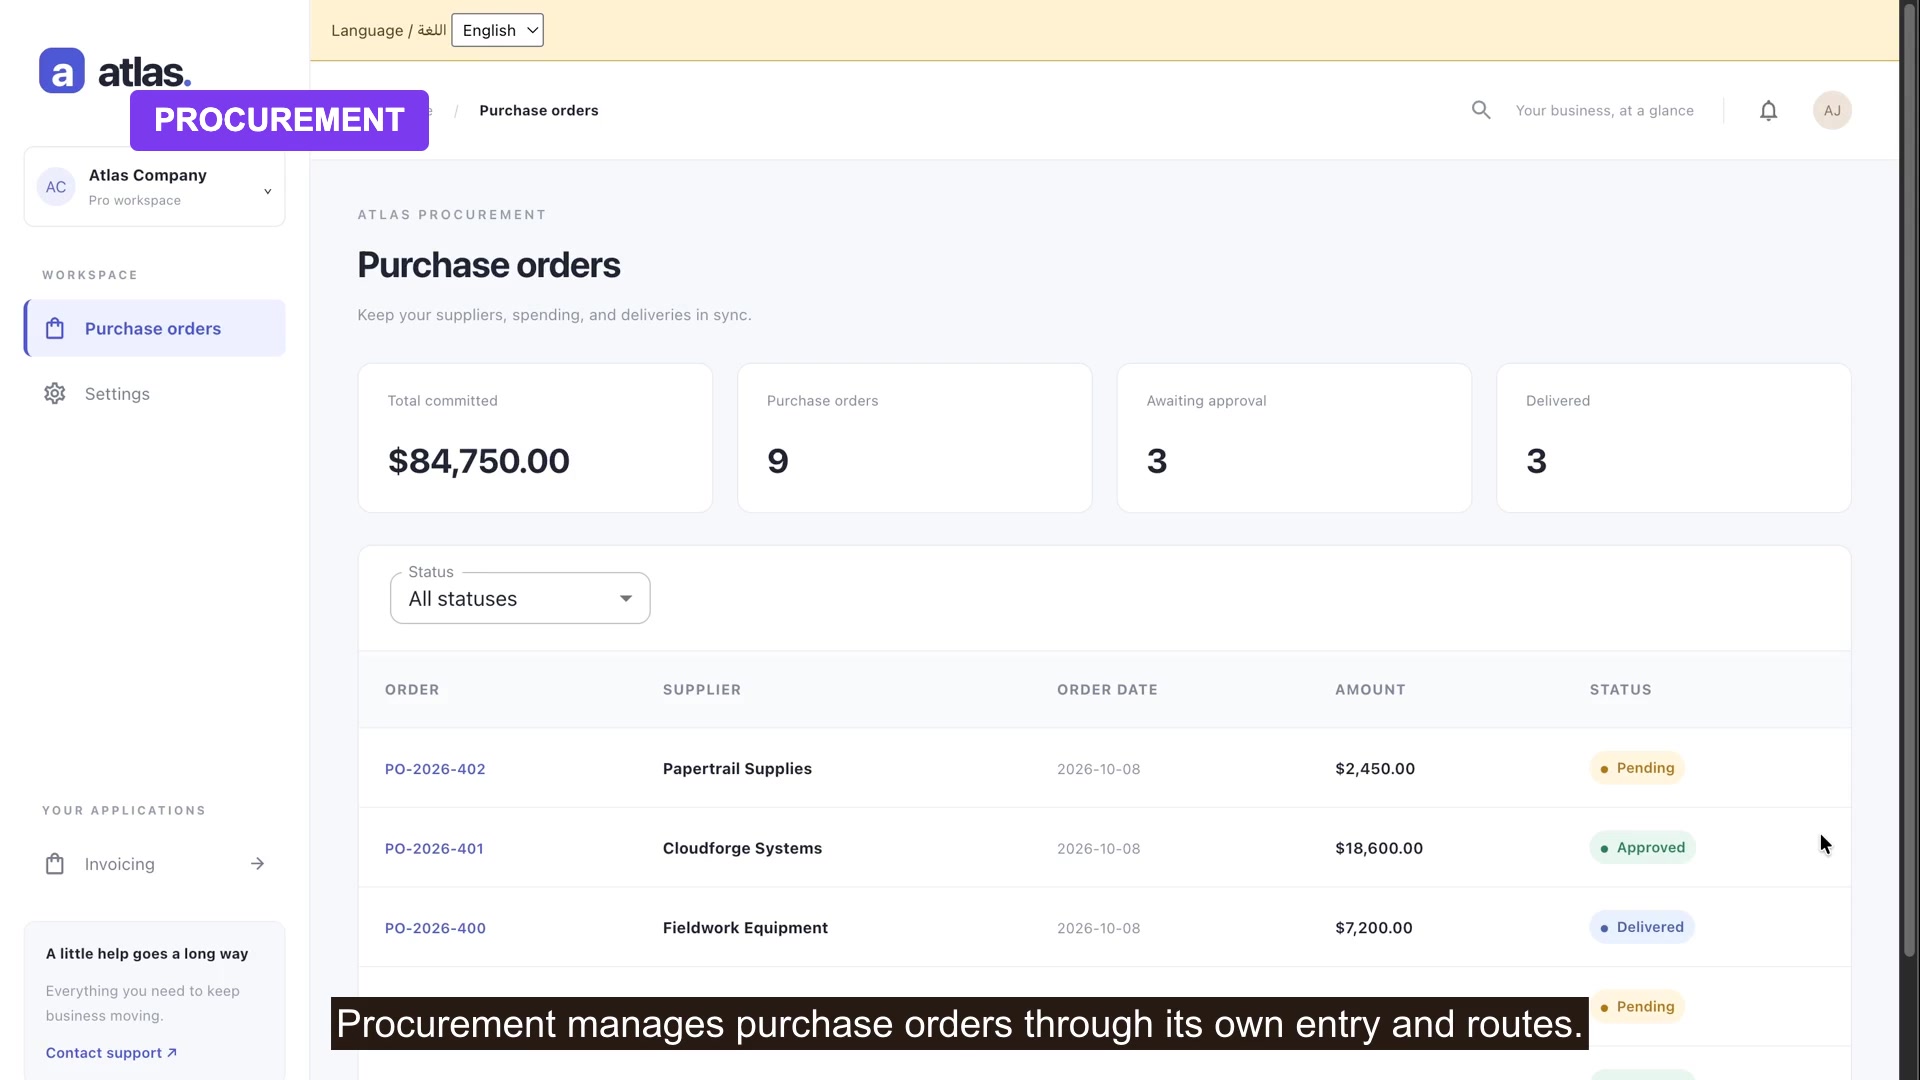 Language / اللغة English
a atlas.
PROCUREMENT
/ Purchase orders
Your business, at a glance
AJ
AC
Atlas Company
Pro workspace
WORKSPACE
Purchase orders
Settings
YOUR APPLICATIONS
Invoicing
A little help goes a long way
Everything you need to keep
business moving.
Contact support ↗
ATLAS PROCUREMENT
Purchase orders
Keep your suppliers, spending, and deliveries in sync.
Total committed
$84,750.00
Purchase orders
9
Awaiting approval
3
Delivered
3
Status
All statuses
ORDER SUPPLIER ORDER DATE AMOUNT STATUS
PO-2026-402 Papertrail Supplies 2026-10-08 $2,450.00 Pending
PO-2026-401 Cloudforge Systems 2026-10-08 $18,600.00 Approved
PO-2026-400 Fieldwork Equipment 2026-10-08 $7,200.00 Delivered
Pending
Procurement manages purchase orders through its own entry and routes.